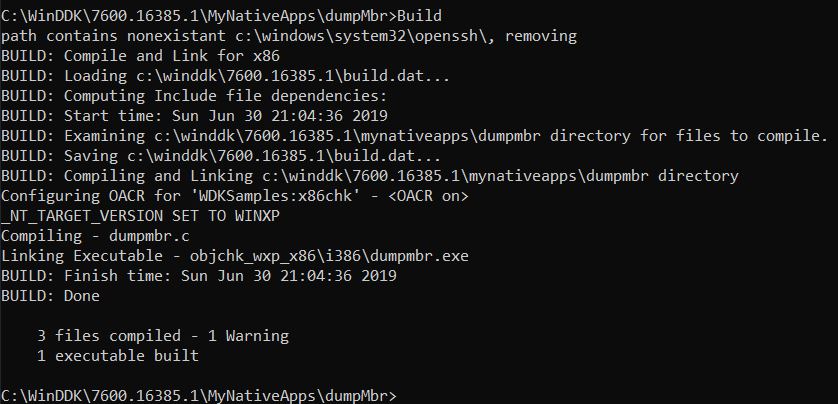 C:\WinDDK\7600.16385.1\MyNativeApps\dumpMbr>Build
path contains nonexistant c:\windows\system32\openssh\, removing
BUILD: Compile and Link for x86
BUILD: Loading c:\winddk\7600.16385.1\build.dat...
BUILD: Computing Include file dependencies:
BUILD: Start time: Sun Jun 30 21:04:36 2019
BUILD: Examining c:\winddk\7600.16385.1\mynativeapps\dumpmbr directory for files to compile.
BUILD: Saving c:\winddk\7600.16385.1\build.dat...
BUILD: Compiling and Linking c:\winddk\7600.16385.1\mynativeapps\dumpmbr directory
Configuring OACR for 'WDKSamples:x86chk' - <OACR on>
_NT_TARGET_VERSION SET TO WINXP
Compiling - dumpmbr.c
Linking Executable - objchk_wxp_x86\i386\dumpmbr.exe
BUILD: Finish time: Sun Jun 30 21:04:36 2019
BUILD: Done
3 files compiled - 1 Warning
1 executable built
C:\WinDDK\7600.16385.1\MyNativeApps\dumpMbr>